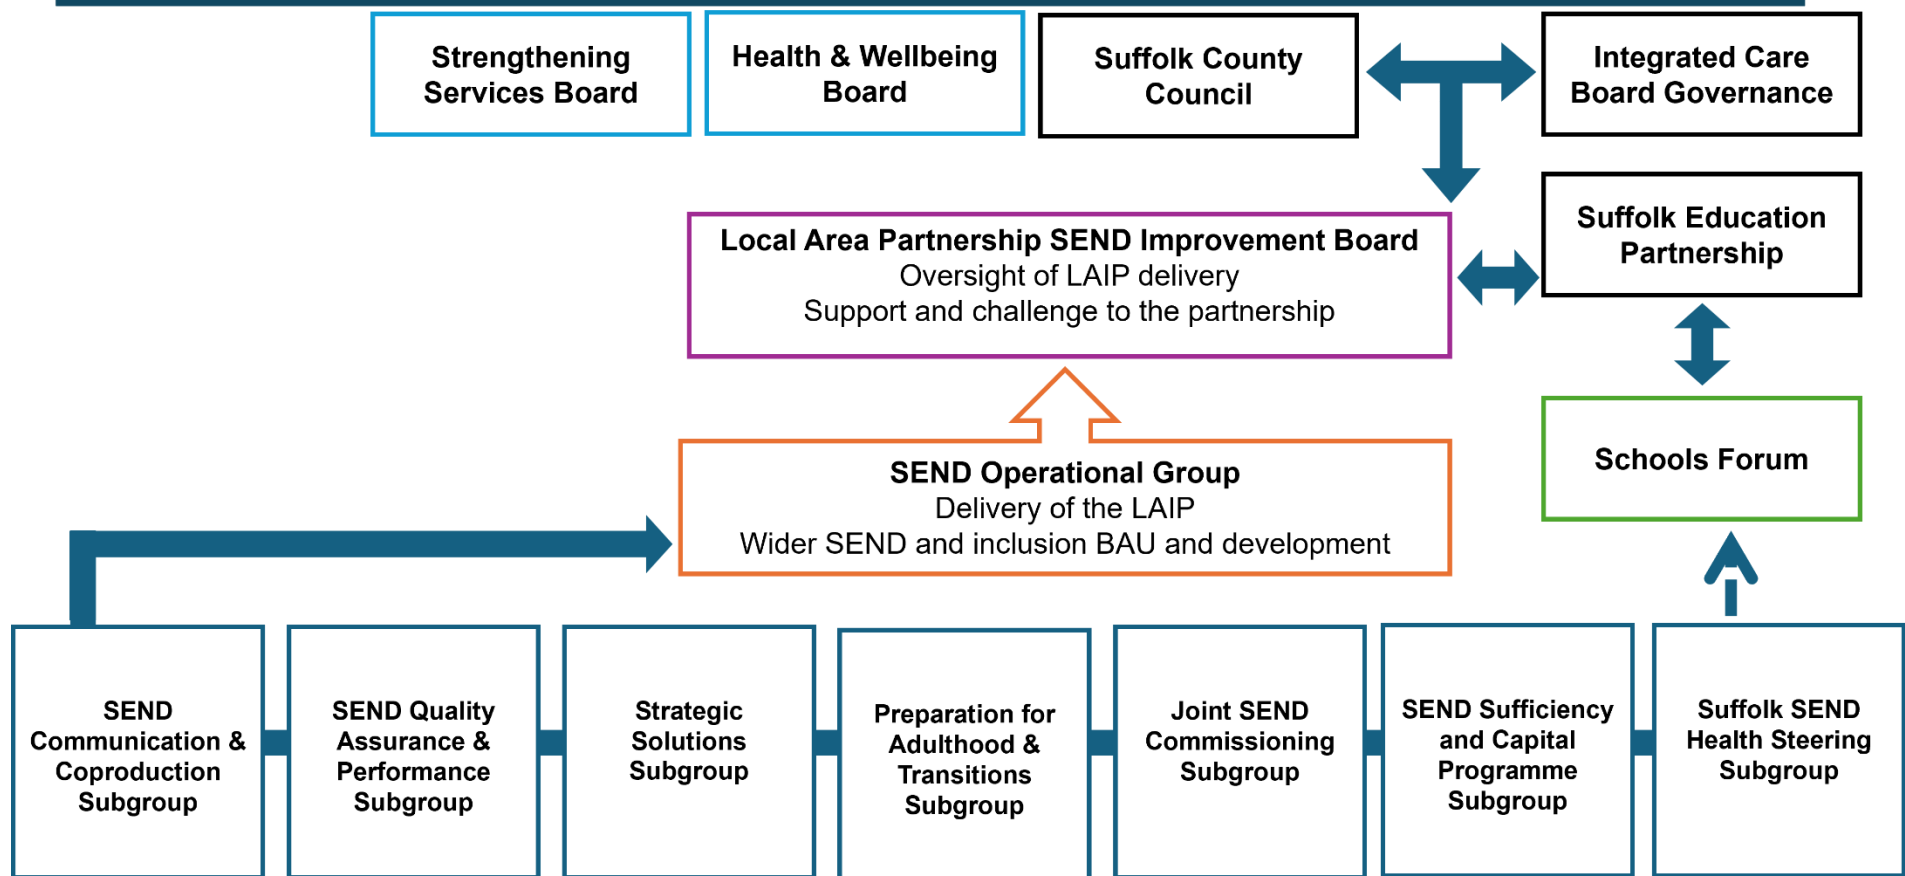 Strengthening
Services Board
Health & Wellbeing
Board
Suffolk County
Council
Integrated Care
Board Governance
Suffolk Education
Partnership
Local Area Partnership SEND Improvement Board
Oversight of LAIP delivery
Support and challenge to the partnership
SEND Operational Group
Delivery of the LAIP
Wider SEND and inclusion BAU and development
Schools Forum
SEND
Communication &
Coproduction
Subgroup
SEND Quality
Assurance &
Performance
Subgroup
Strategic
Solutions
Subgroup
Preparation for
Adulthood &
Transitions
Subgroup
Joint SEND
Commissioning
Subgroup
SEND Sufficiency
and Capital
Programme
Subgroup
Suffolk SEND
Health Steering
Subgroup